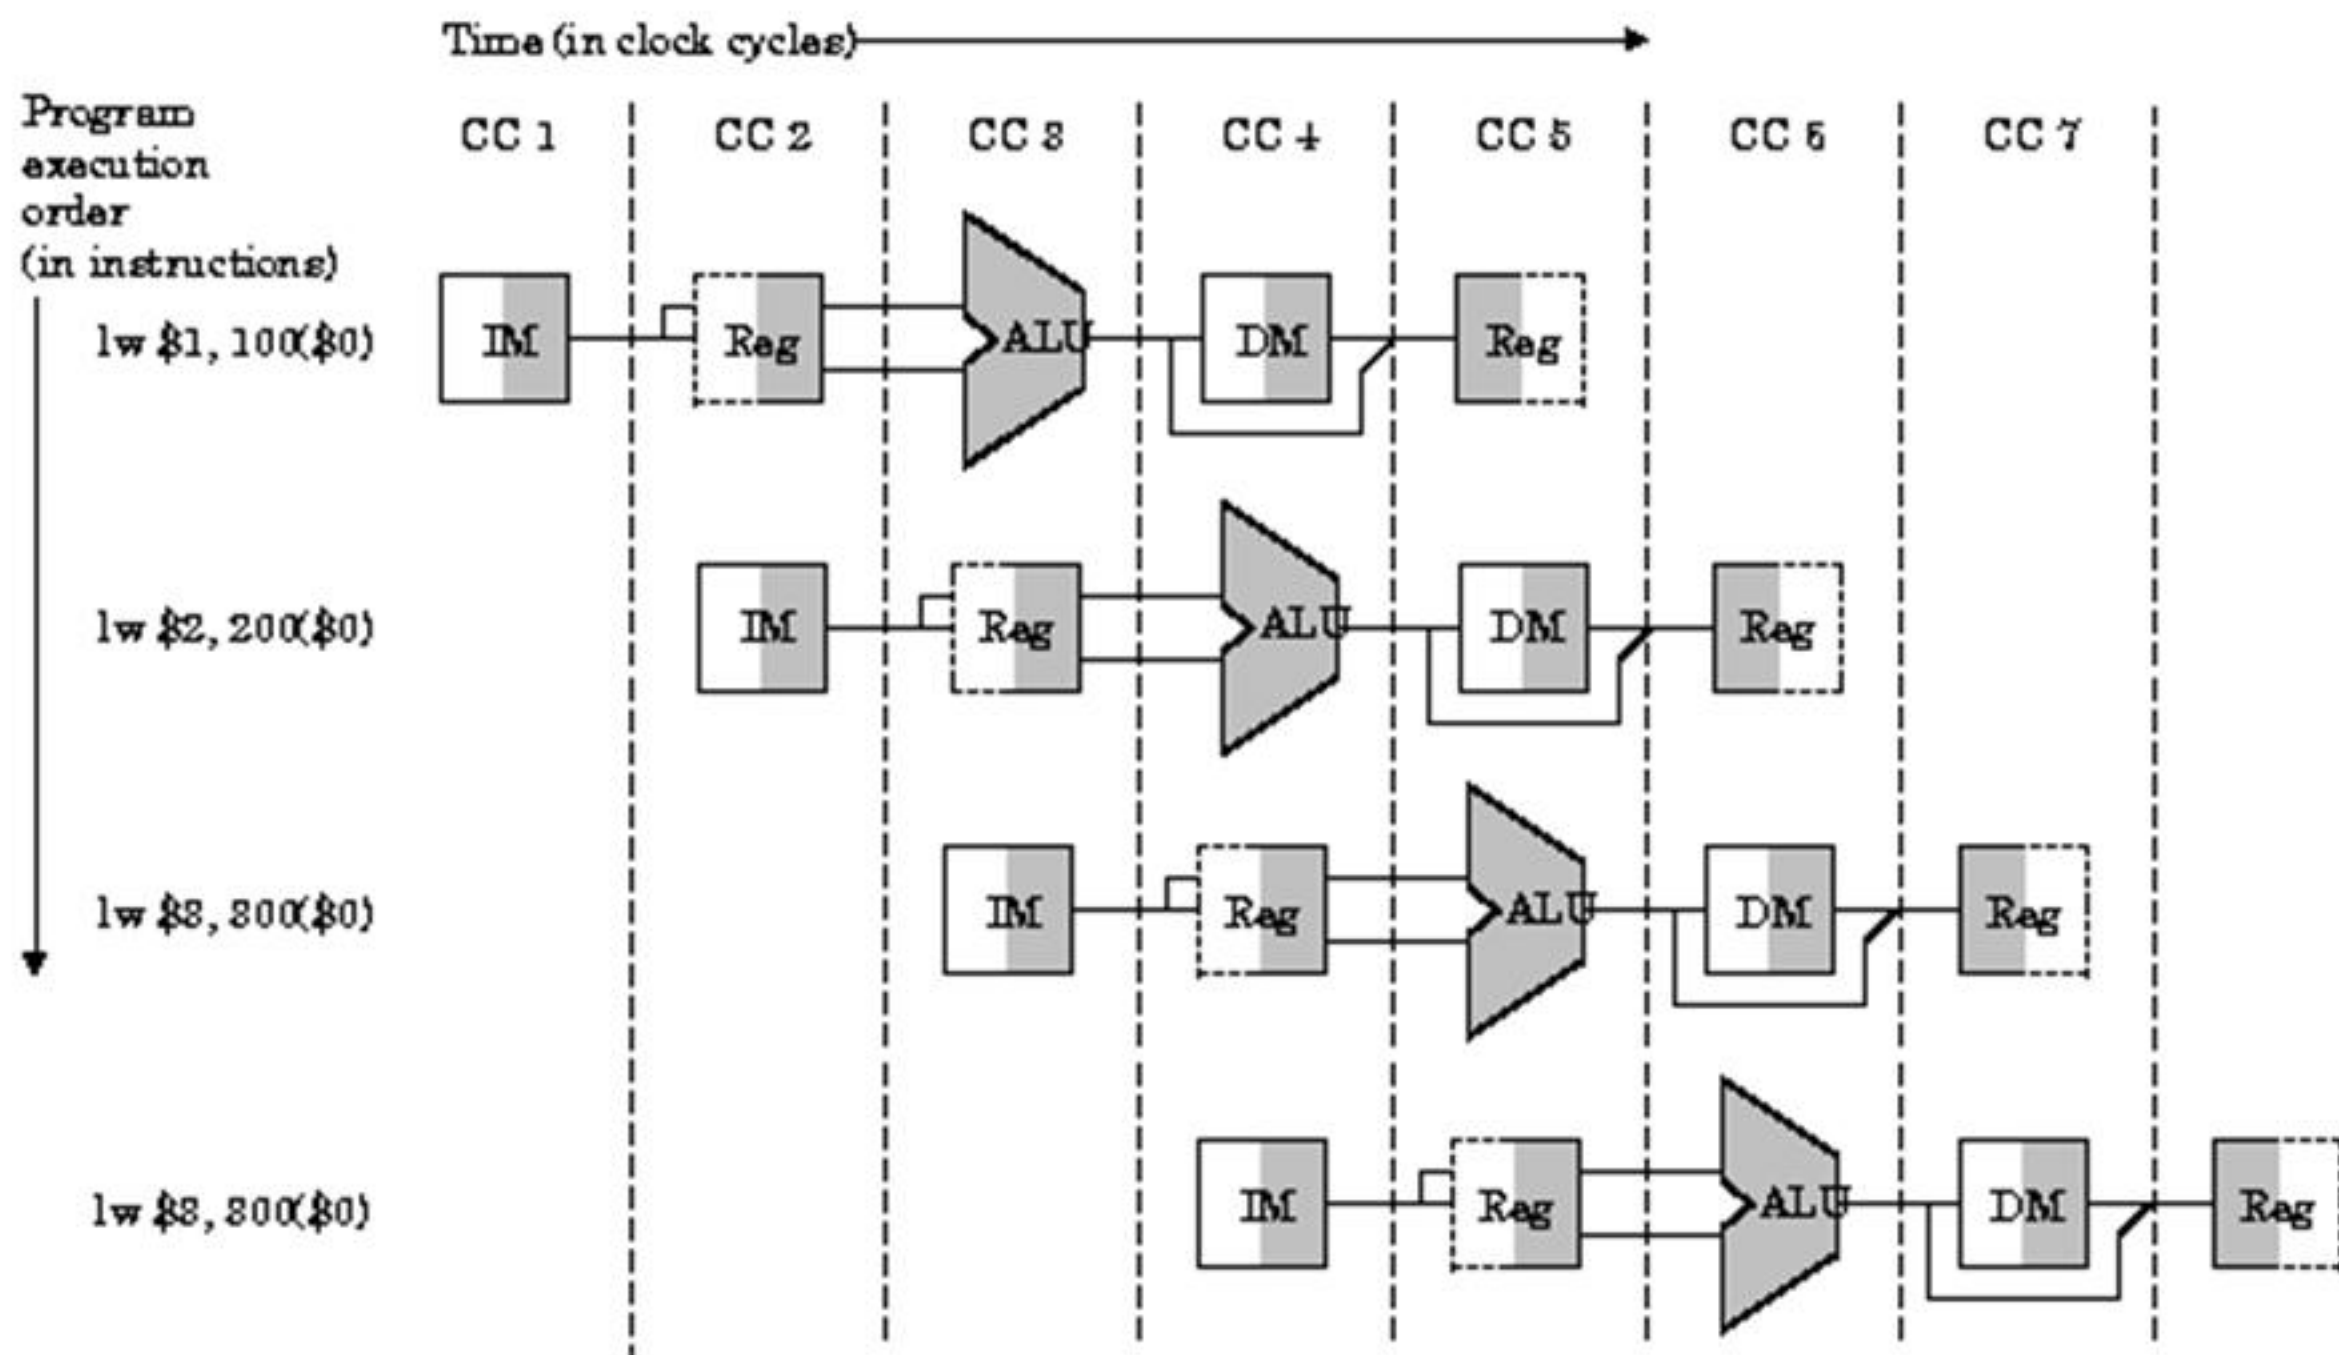 Time (in clock cycles)
Program
execution
order
(in instructions)
CC 1 CC 2 CC 3 CC 4 CC 5 CC 6 CC 7
lw $1, 100($0) IM Reg ALU DM Reg
lw $2, 200($0) IM Reg ALU DM Reg
lw $3, 300($0) IM Reg ALU DM Reg
lw $3, 300($0) IM Reg ALU DM Reg